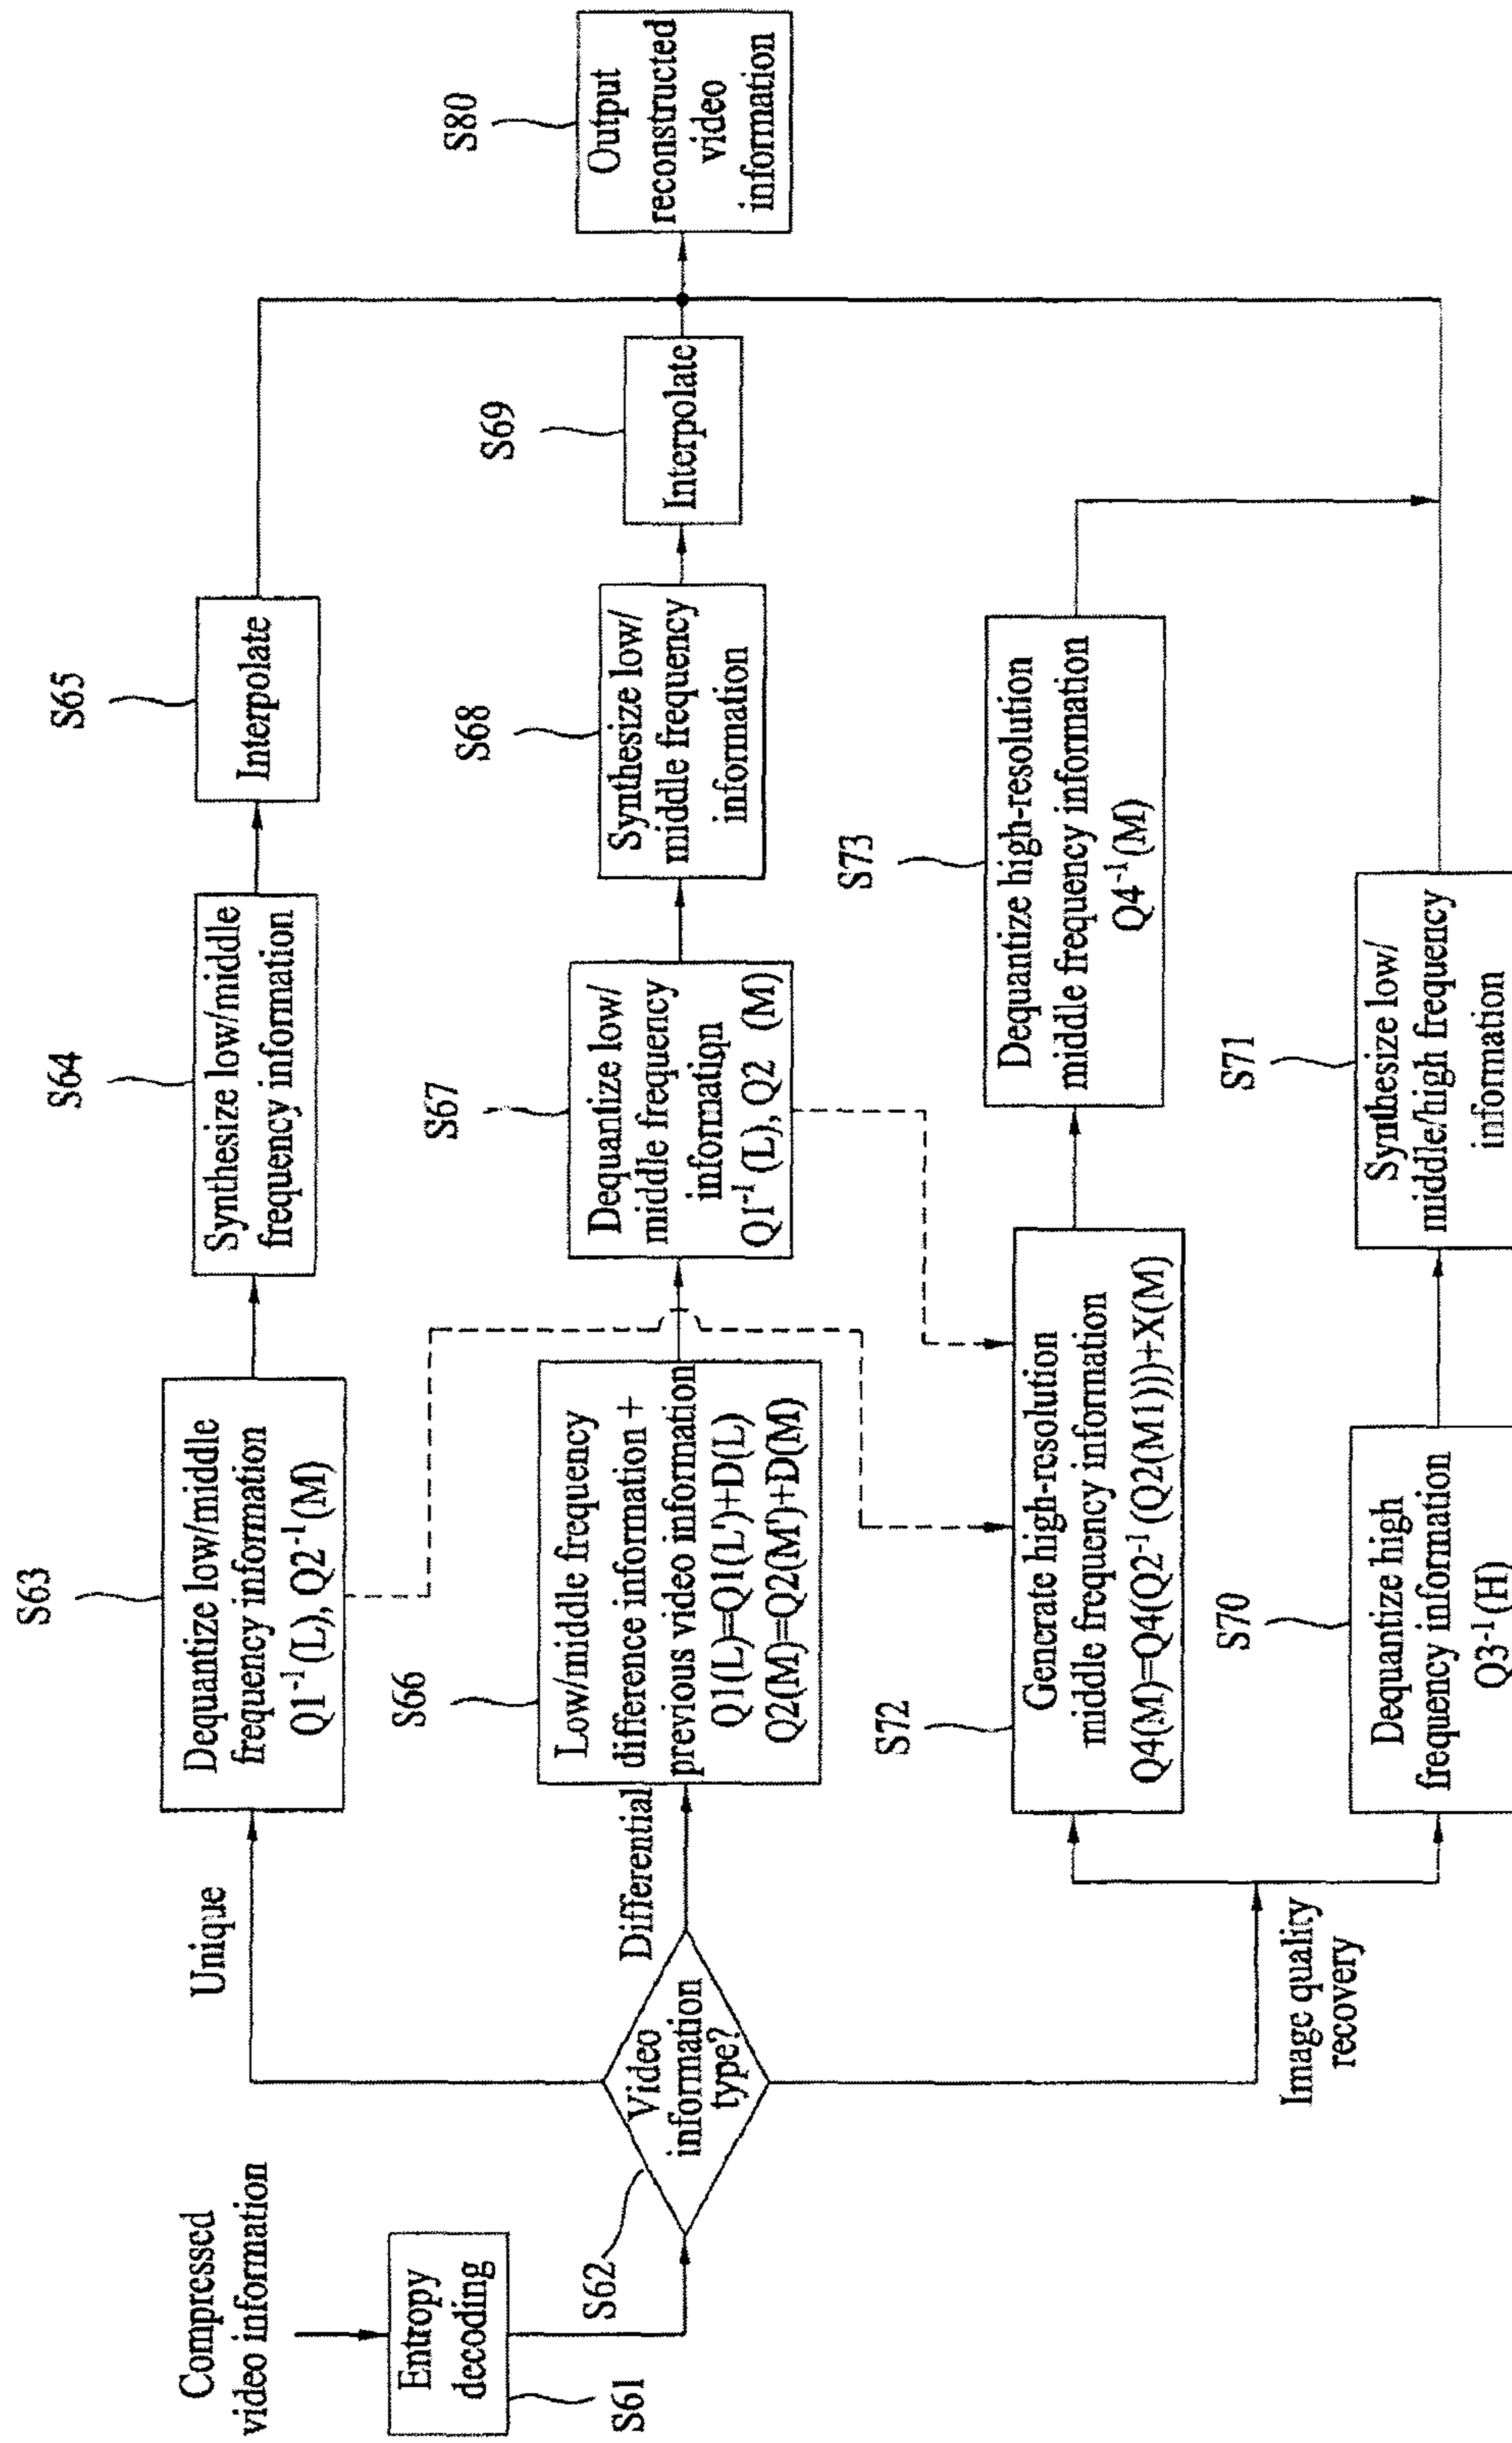 Compressed
video information
Entropy
decoding
S61
S62
Video
information
type?
Unique
Differential
Image quality
recovery
S63
Dequantize low/middle
frequency information
Q1⁻¹(L), Q2⁻¹(M)
S64
Synthesize low/middle
frequency information
S65
Interpolate
S66
Low/middle frequency
difference information +
previous video information
Q1(L)=Q1(L')+D(L)
Q2(M)=Q2(M')+D(M)
S67
Dequantize low/
middle frequency
information
Q1⁻¹(L), Q2 (M)
S68
Synthesize low/
middle frequency
information
S69
Interpolate
S72
Generate high-resolution
middle frequency information
Q4(M)=Q4(Q2⁻¹(Q2(M1)))+X(M)
S73
Dequantize high-resolution
middle frequency information
Q4⁻¹(M)
S70
Dequantize high
frequency information
Q3⁻¹(H)
S71
Synthesize low/
middle/high frequency
information
S80
Output
reconstructed
video
information